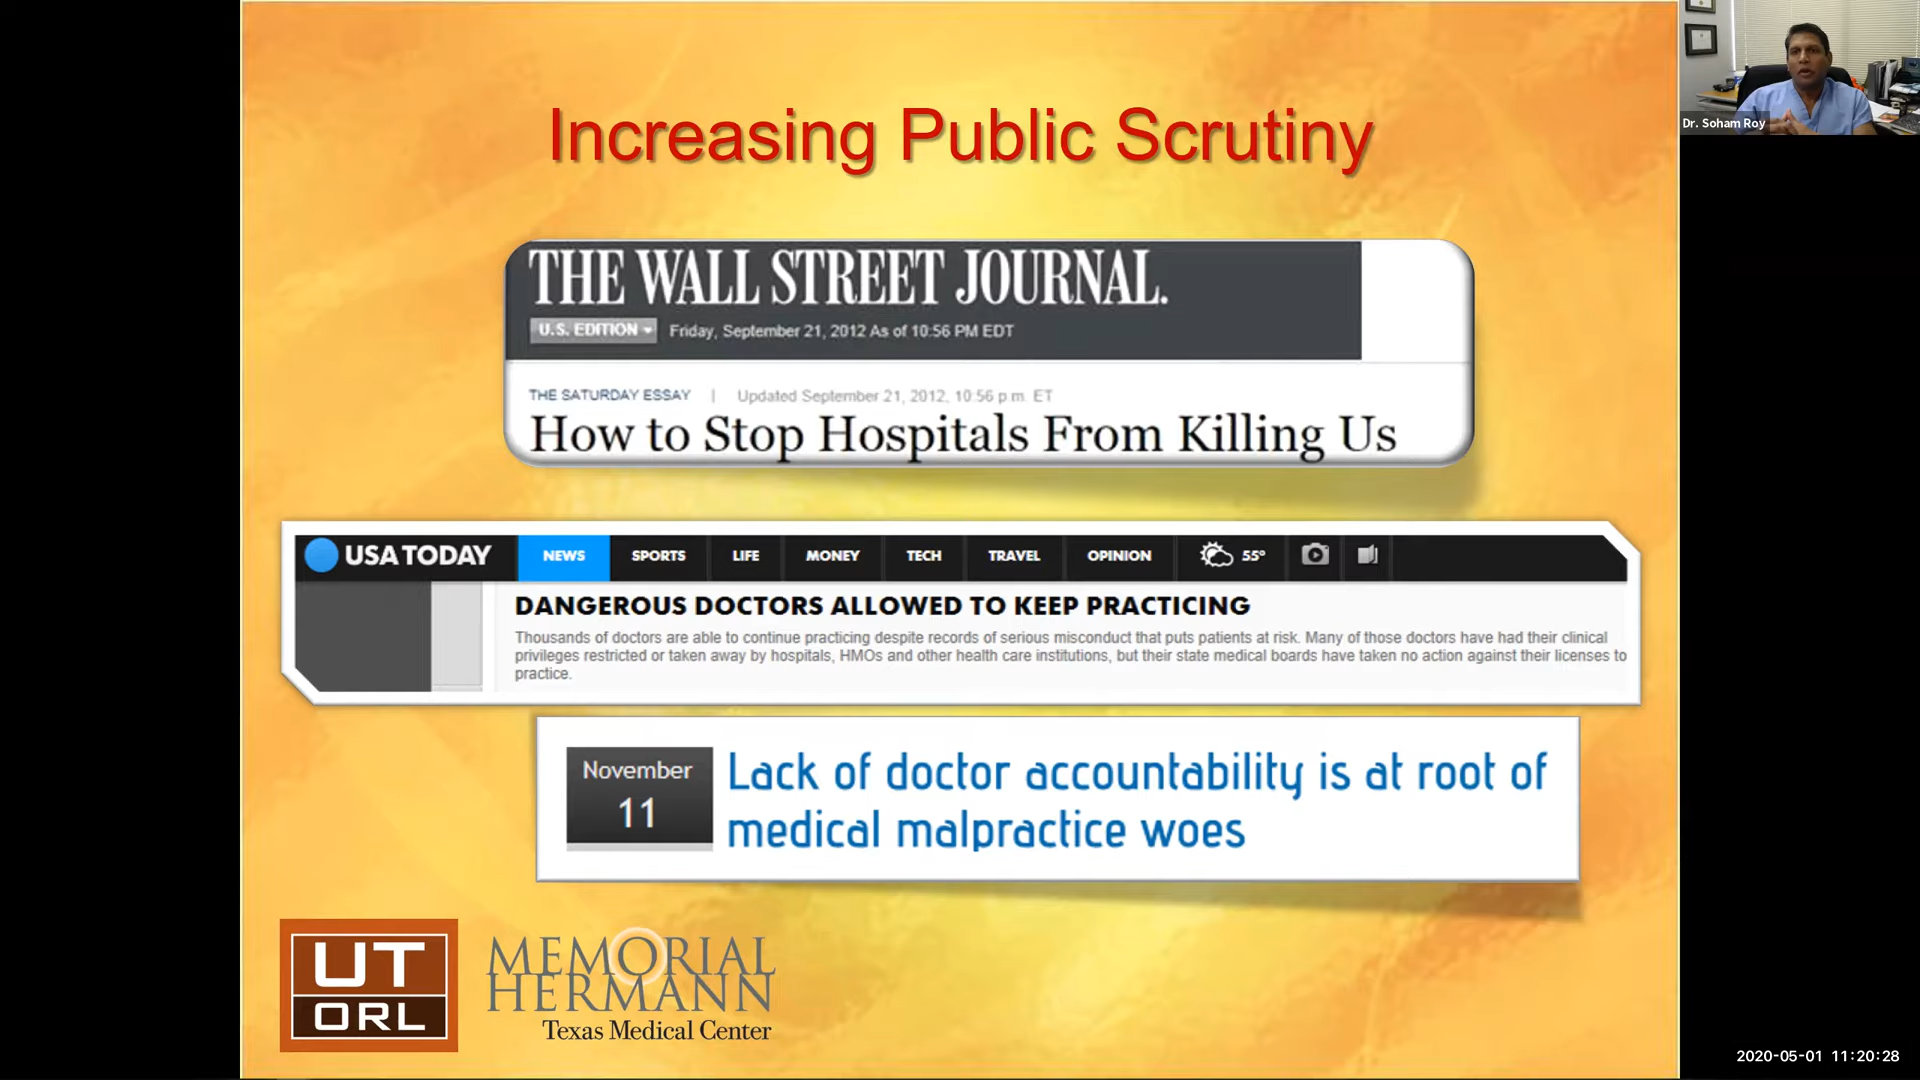 Increasing Public Scrutiny
Dr. Soham Roy
THE WALL STREET JOURNAL.
U.S. EDITION Friday, September 21, 2012 As of 10:56 PM EDT
THE SATURDAY ESSAY | Updated September 21, 2012, 10:56 p.m. ET
How to Stop Hospitals From Killing Us
USA TODAY NEWS SPORTS LIFE MONEY TECH TRAVEL OPINION 55°
DANGEROUS DOCTORS ALLOWED TO KEEP PRACTICING
Thousands of doctors are able to continue practicing despite records of serious misconduct that puts patients at risk. Many of those doctors have had their clinical
privileges restricted or taken away by hospitals, HMOs and other health care institutions, but their state medical boards have taken no action against their licenses to
practice.
November
11
Lack of doctor accountability is at root of
medical malpractice woes
UT
ORL
MEMORIAL
HERMANN
Texas Medical Center
2020-05-01 11:20:28